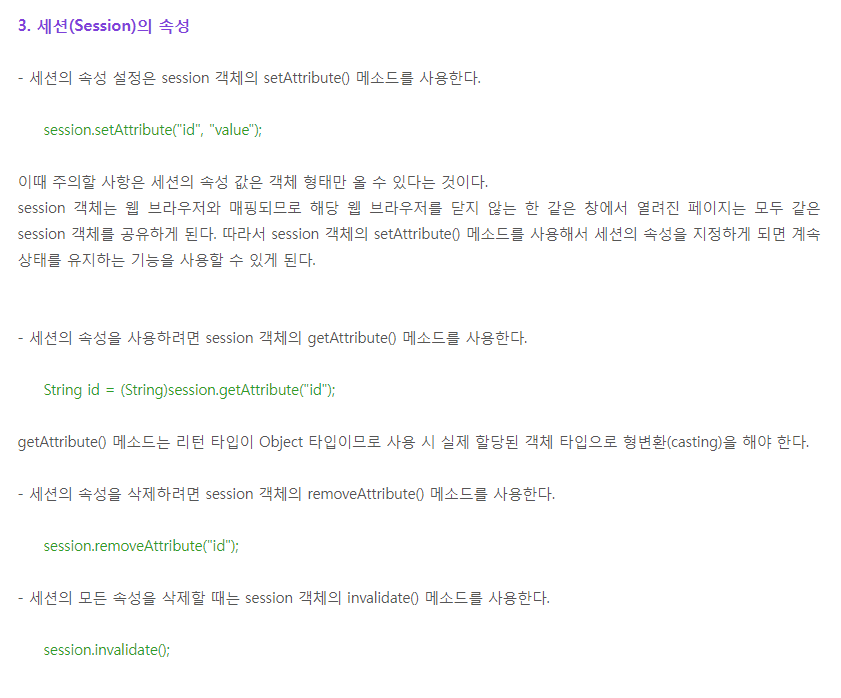 3. 세션(Session)의 속성
- 세션의 속성 설정은 session 객체의 setAttribute() 메소드를 사용한다.
session.setAttribute("id", "value");
이때 주의할 사항은 세션의 속성 값은 객체 형태만 올 수 있다는 것이다.
session 객체는 웹 브라우저와 매핑되므로 해당 웹 브라우저를 닫지 않는 한 같은 창에서 열려진 페이지는 모두 같은
session 객체를 공유하게 된다. 따라서 session 객체의 setAttribute() 메소드를 사용해서 세션의 속성을 지정하게 되면 계속
상태를 유지하는 기능을 사용할 수 있게 된다.
- 세션의 속성을 사용하려면 session 객체의 getAttribute() 메소드를 사용한다.
String id = (String)session.getAttribute("id");
getAttribute() 메소드는 리턴 타입이 Object 타입이므로 사용 시 실제 할당된 객체 타입으로 형변환(casting)을 해야 한다.
- 세션의 속성을 삭제하려면 session 객체의 removeAttribute() 메소드를 사용한다.
session.removeAttribute("id");
- 세션의 모든 속성을 삭제할 때는 session 객체의 invalidate() 메소드를 사용한다.
session.invalidate();